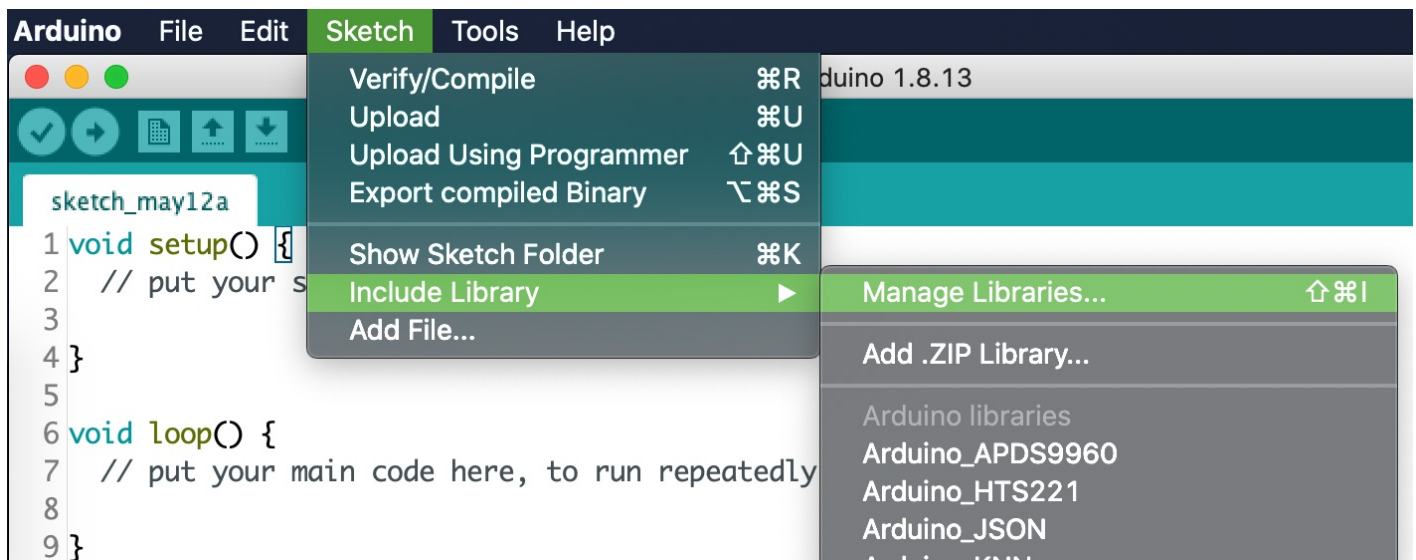 Arduino File Edit Sketch Tools Help
duino 1.8.13
Verify/Compile ⌘R
Upload ⌘U
Upload Using Programmer ⇧⌘U
Export compiled Binary ⌥⌘S
Show Sketch Folder ⌘K
Include Library ▶
Add File...
Manage Libraries... ⇧⌘I
Add .ZIP Library...
Arduino libraries
Arduino_APDS9960
Arduino_HTS221
Arduino_JSON
sketch_may12a
1 void setup() {
2 // put your s
3
4 }
5
6 void loop() {
7 // put your main code here, to run repeatedly
8
9 }